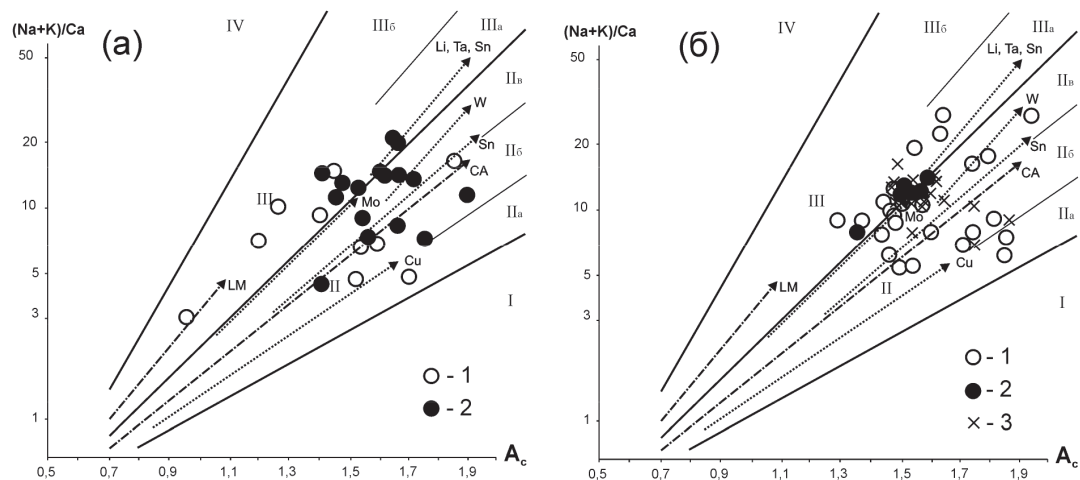 (Na+K)/Ca
(а)
IV
IIIб
IIIа
50
Li, Ta, Sn
IIв
W
20
Sn
IIб
CA
III
10
Mo
IIа
5
Cu
LM
II
I
3
1
- 1
- 2
0,5
0,7
0,9
1,1
1,3
1,5
1,7
1,9
Ac
(Na+K)/Ca
(б)
IV
IIIб
IIIа
50
Li, Ta, Sn
IIв
W
20
Sn
IIб
CA
III
10
Mo
IIа
5
Cu
LM
II
I
3
1
- 1
- 2
- 3
0,5
0,7
0,9
1,1
1,3
1,5
1,7
1,9
Ac